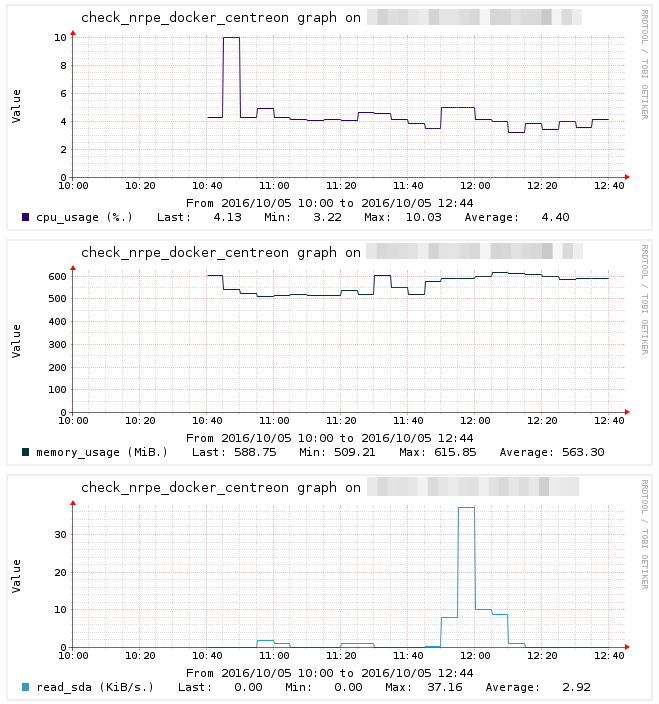 check_nrpe_docker_centreon graph on
RRDTOOL / TOBI OETIKER
Value
10
8
6
4
2
0
10:00 10:20 10:40 11:00 11:20 11:40 12:00 12:20 12:40
From 2016/10/05 10:00 to 2016/10/05 12:44
cpu_usage (%.) Last: 4.13 Min: 3.22 Max: 10.03 Average: 4.40
check_nrpe_docker_centreon graph on
RRDTOOL / TOBI OETIKER
Value
600
500
400
300
200
100
0
10:00 10:20 10:40 11:00 11:20 11:40 12:00 12:20 12:40
From 2016/10/05 10:00 to 2016/10/05 12:44
memory_usage (MiB.) Last: 588.75 Min: 509.21 Max: 615.85 Average: 563.30
check_nrpe_docker_centreon graph on
RRDTOOL / TOBI OETIKER
Value
30
20
10
0
10:00 10:20 10:40 11:00 11:20 11:40 12:00 12:20 12:40
From 2016/10/05 10:00 to 2016/10/05 12:44
read_sda (KiB/s.) Last: 0.00 Min: 0.00 Max: 37.16 Average: 2.92